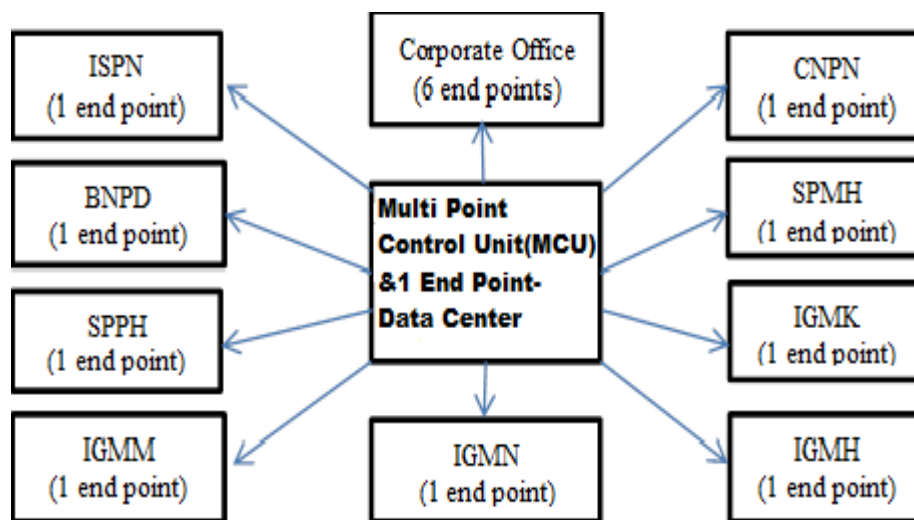 ISPN
(1 end point)
Corporate Office
(6 end points)
CNPN
(1 end point)
BNPD
(1 end point)
Multi Point
Control Unit(MCU)
&1 End Point-
Data Center
SPMH
(1 end point)
SPPH
(1 end point)
IGMK
(1 end point)
IGMM
(1 end point)
IGMN
(1 end point)
IGMH
(1 end point)